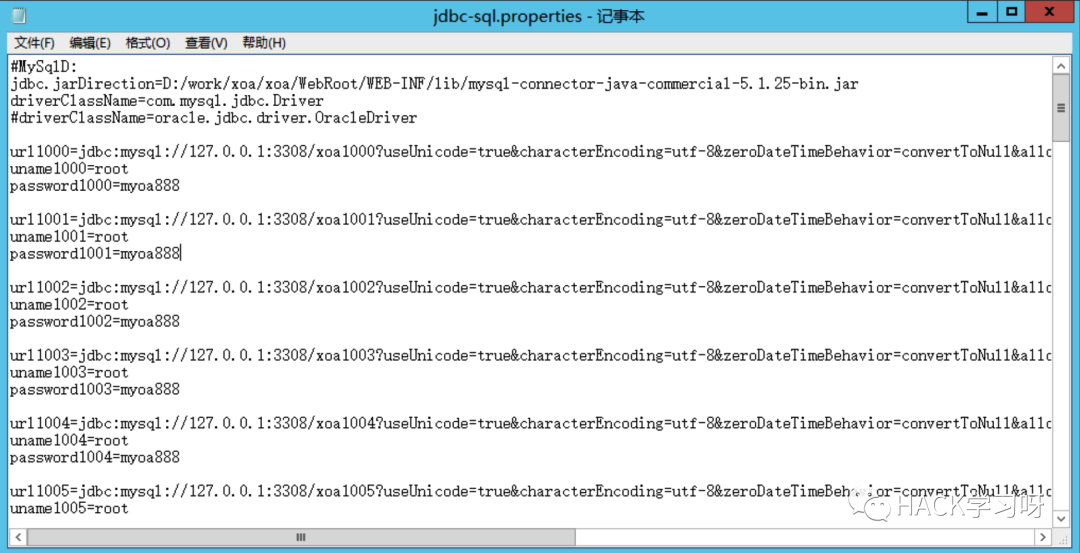 jdbc-sql.properties - 记事本
文件(F) 编辑(E) 格式(O) 查看(V) 帮助(H)
#MySqlD:
jdbc.jarDirection=D:/work/xoa/xoa/WebRoot/WEB-INF/lib/mysql-connector-java-commercial-5.1.25-bin.jar
driverClassName=com.mysql.jdbc.Driver
#driverClassName=oracle.jdbc.driver.OracleDriver
url1000=jdbc:mysql://127.0.0.1:3308/xoa1000?useUnicode=true&characterEncoding=utf-8&zeroDateTimeBehavior=convertToNull&allo
uname1000=root
password1000=myoa888
url1001=jdbc:mysql://127.0.0.1:3308/xoa1001?useUnicode=true&characterEncoding=utf-8&zeroDateTimeBehavior=convertToNull&allo
uname1001=root
password1001=myoa888
url1002=jdbc:mysql://127.0.0.1:3308/xoa1002?useUnicode=true&characterEncoding=utf-8&zeroDateTimeBehavior=convertToNull&allo
uname1002=root
password1002=myoa888
url1003=jdbc:mysql://127.0.0.1:3308/xoa1003?useUnicode=true&characterEncoding=utf-8&zeroDateTimeBehavior=convertToNull&allo
uname1003=root
password1003=myoa888
url1004=jdbc:mysql://127.0.0.1:3308/xoa1004?useUnicode=true&characterEncoding=utf-8&zeroDateTimeBehavior=convertToNull&allo
uname1004=root
password1004=myoa888
url1005=jdbc:mysql://127.0.0.1:3308/xoa1005?useUnicode=true&characterEncoding=utf-8&zeroDateTimeBehavior=convertToNull&allo
uname1005=root
HACK学习呀